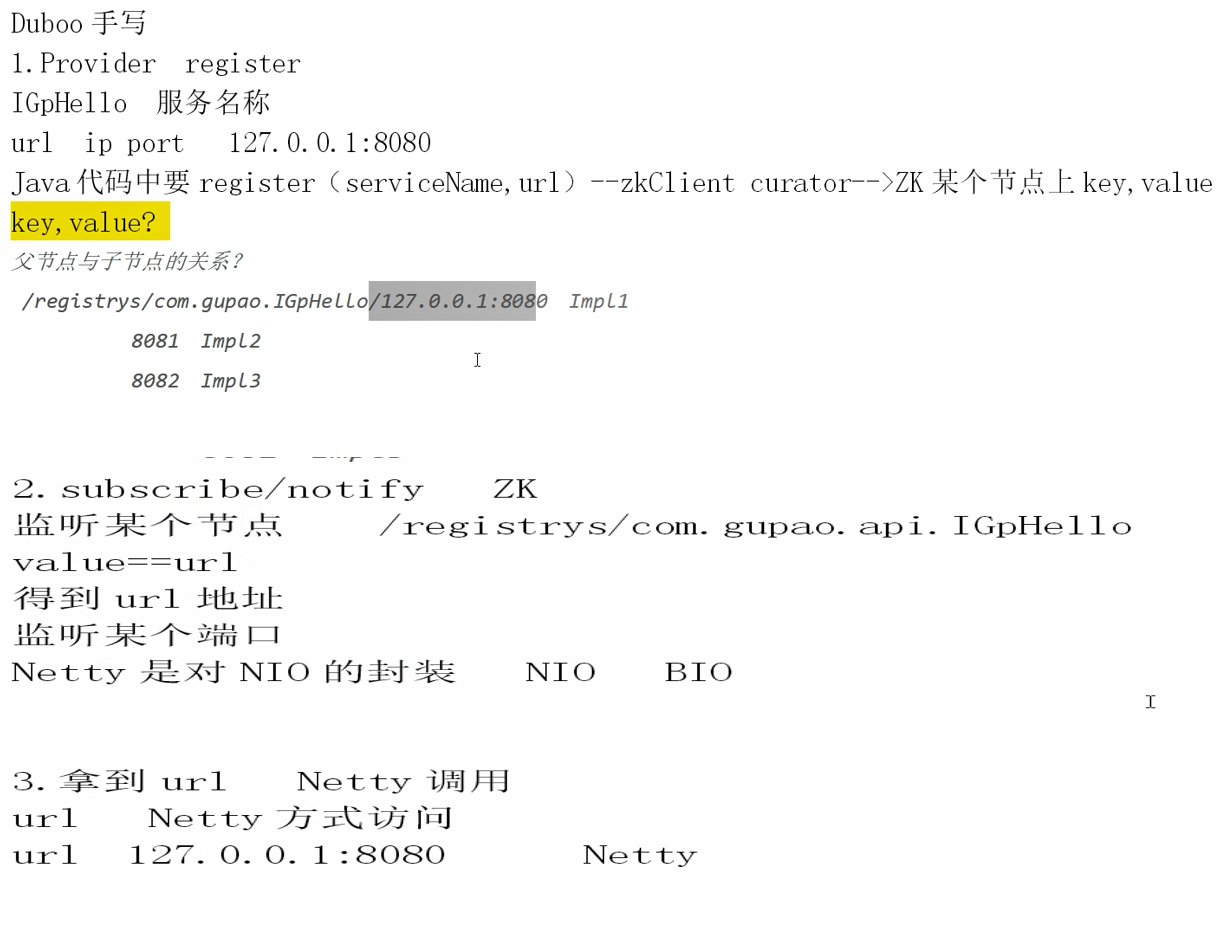 Duboo 手写
1.Provider register
IGpHello 服务名称
url ip port 127.0.0.1:8080
Java 代码中要 register（serviceName,url）--zkClient curator-->ZK 某个节点上 key,value
key,value?
父节点与子节点的关系？
/registrys/com.gupao.IGpHello/127.0.0.1:8080 Impl1
8081 Impl2
8082 Impl3
2. subscribe/notify ZK
监听某个节点 /registrys/com.gupao.api.IGpHello
value==url
得到 url 地址
监听某个端口
Netty 是对 NIO 的封装 NIO BIO
3. 拿到 url Netty 调用
url Netty 方式访问
url 127.0.0.1:8080 Netty